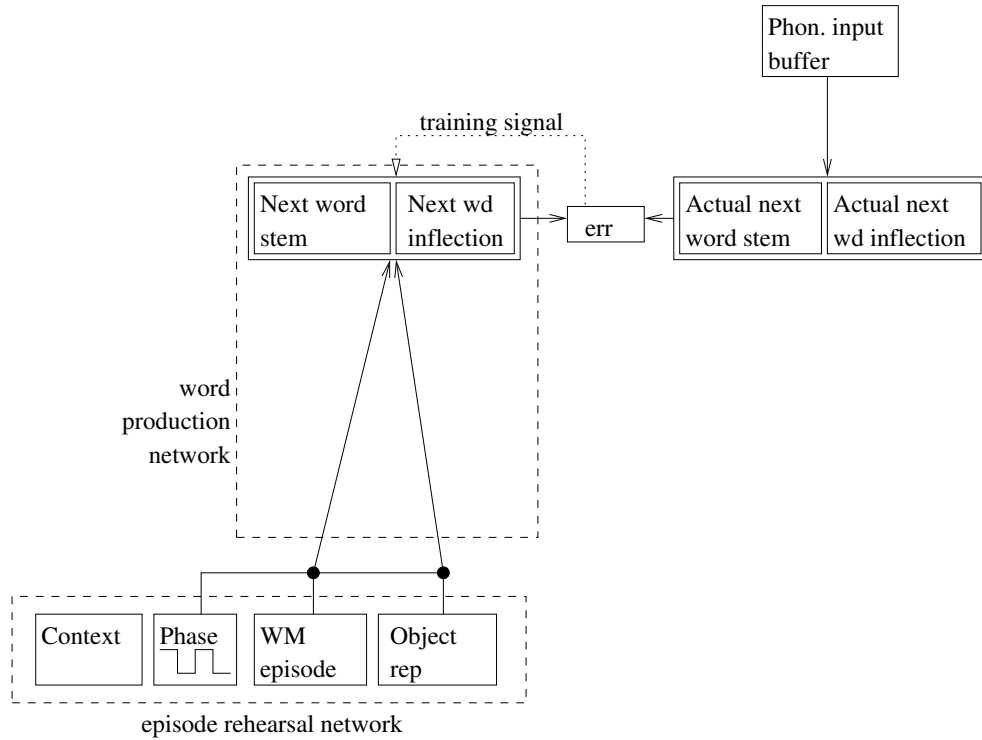 Phon. input
buffer
training signal
Next word
stem
Next wd
inflection
err
Actual next
word stem
Actual next
wd inflection
word
production
network
Context
Phase
WM
episode
Object
rep
episode rehearsal network